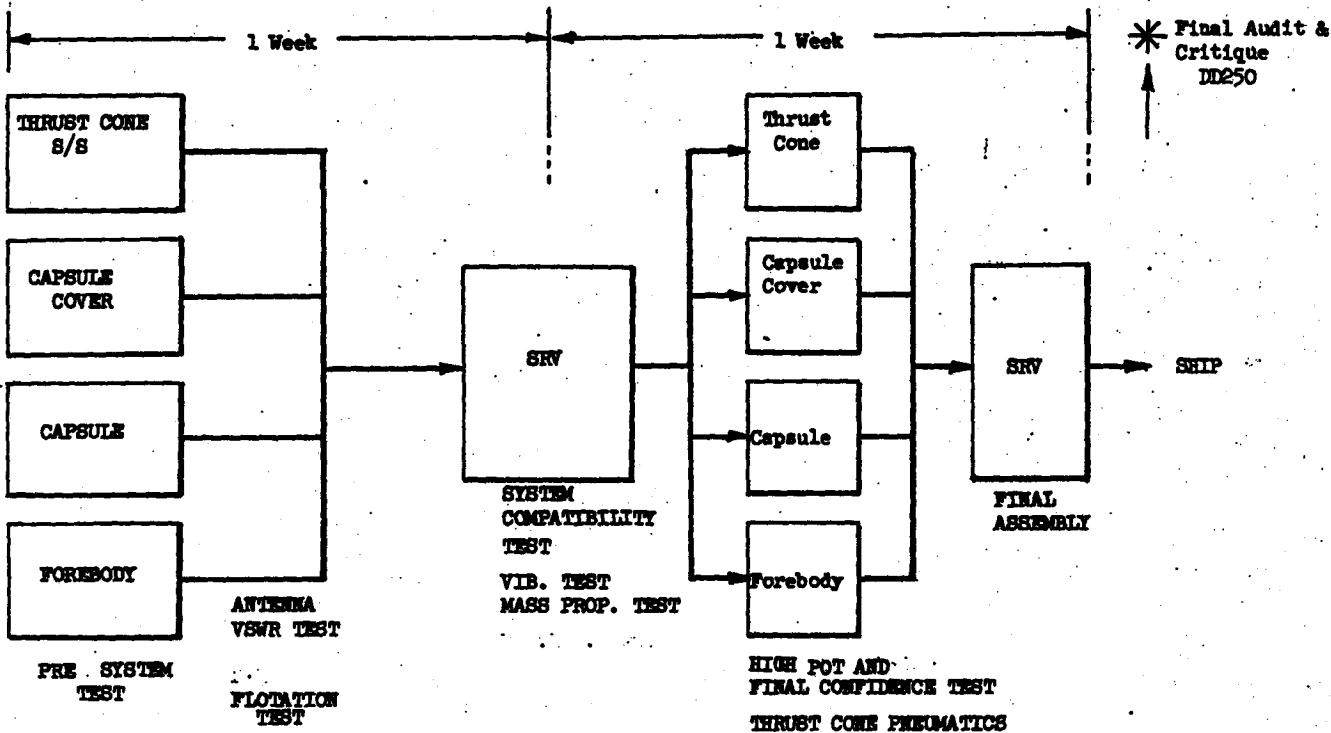 1 Week
1 Week
Final Audit &
Critique
DD250
THRUST CONE
S/S
CAPSULE
COVER
CAPSULE
FOREBODY
PRE SYSTEM
TEST
ANTENNA
VSWR TEST
FLOTATION
TEST
SRV
SYSTEM
COMPATIBILITY
TEST
VIB. TEST
MASS PROP. TEST
Thrust
Cone
Capsule
Cover
Capsule
Forebody
HIGH POT AND
FINAL CONFIDENCE TEST
THRUST CONE PNEUMATICS
SRV
FINAL
ASSEMBLY
SHIP